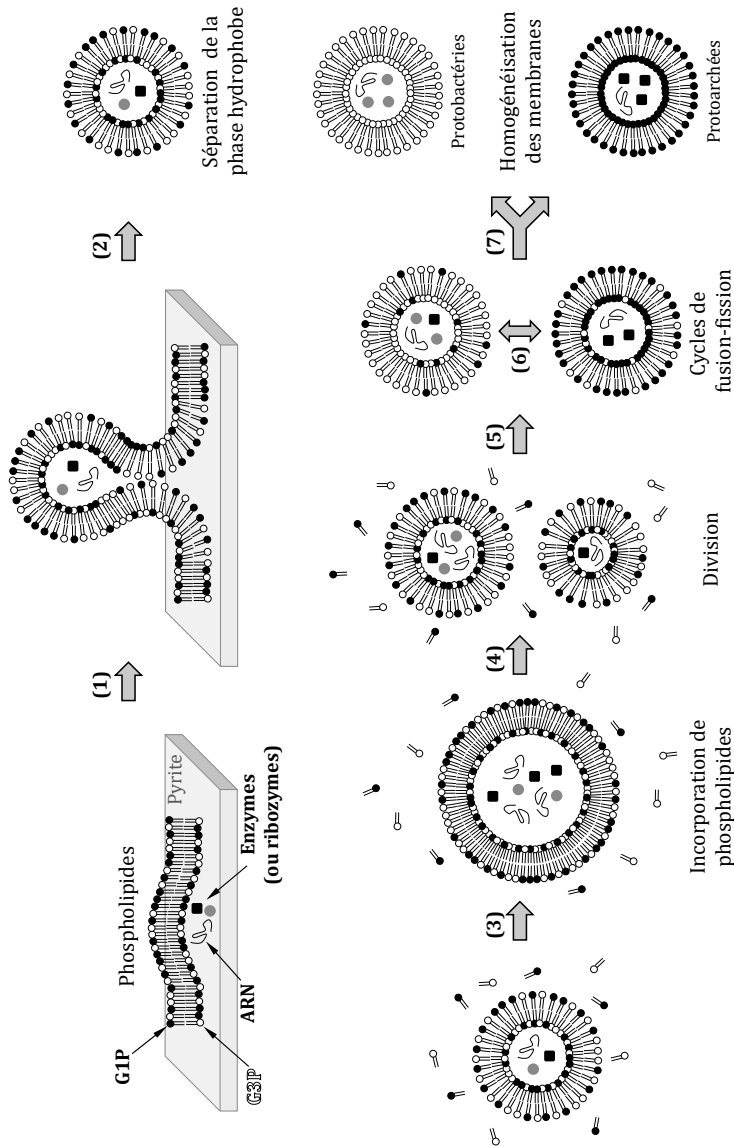 Phospholipides
Pyrite
G1P
G3P
ARN
Enzymes
(ou ribozymes)
(1)
(2)
Séparation de la
phase hydrophobe
(3)
Incorporation de
phospholipides
(4)
Division
(5)
(6)
Cycles de
fusion-fission
(7)
Protobactéries
Homogénéisation
des membranes
Protoarchées